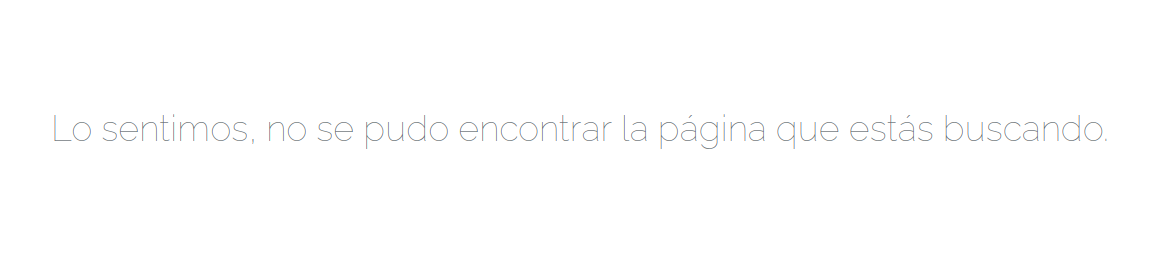 Lo sentimos, no se pudo encontrar la página que estás buscando.